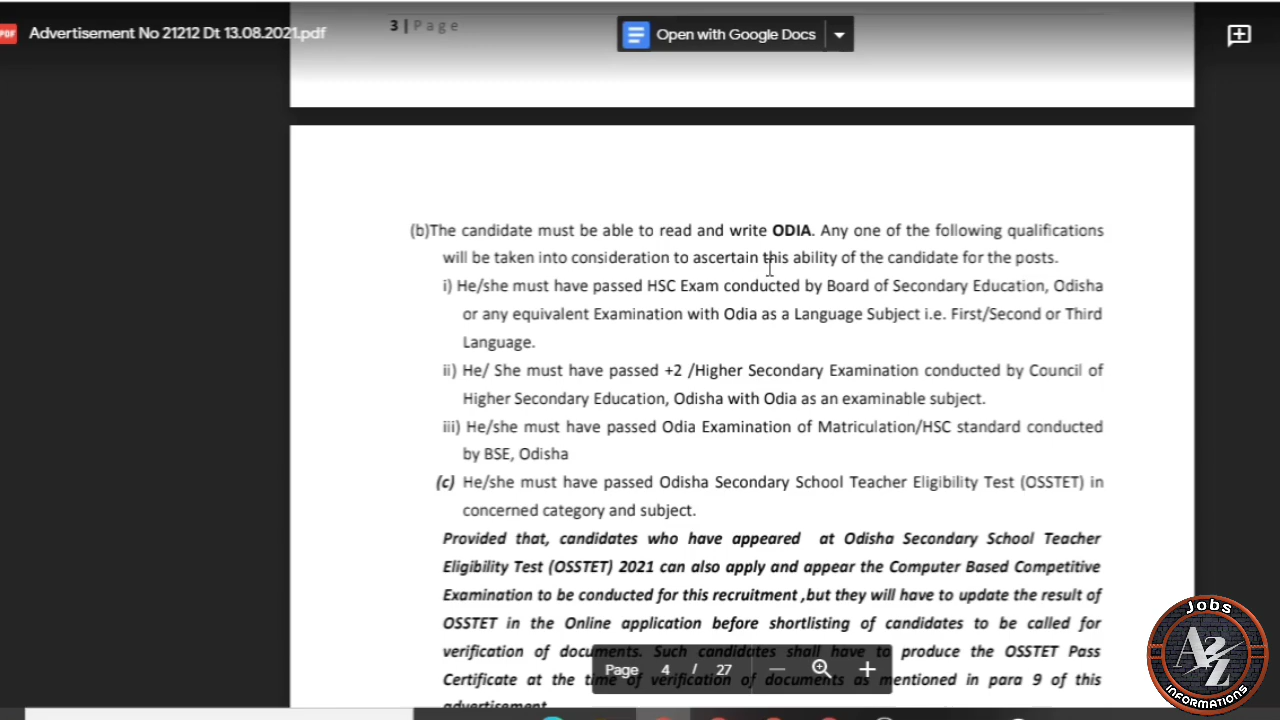 3 | Page
PDF
Advertisement No 21212 Dt 13.08.2021.pdf
Open with Google Docs
(b)The candidate must be able to read and write ODIA. Any one of the following qualifications
will be taken into consideration to ascertain this ability of the candidate for the posts.
i) He/she must have passed HSC Exam conducted by Board of Secondary Education, Odisha
or any equivalent Examination with Odia as a Language Subject i.e. First/Second or Third
Language.
ii) He/ She must have passed +2 /Higher Secondary Examination conducted by Council of
Higher Secondary Education, Odisha with Odia as an examinable subject.
iii) He/she must have passed Odia Examination of Matriculation/HSC standard conducted
by BSE, Odisha
(c) He/she must have passed Odisha Secondary School Teacher Eligibility Test (OSSTET) in
concerned category and subject.
Provided that, candidates who have appeared at Odisha Secondary School Teacher
Eligibility Test (OSSTET) 2021 can also apply and appear the Computer Based Competitive
Examination to be conducted for this recruitment ,but they will have to update the result of
OSSTET in the Online application before shortlisting of candidates to be called for
verification of documents. Such candidates shall have to produce the OSSTET Pass
Certificate at the time of verification of documents as mentioned in para 9 of this
advertisement
Page 4 / 27
Jobs
A2Z
INFORMATIONS